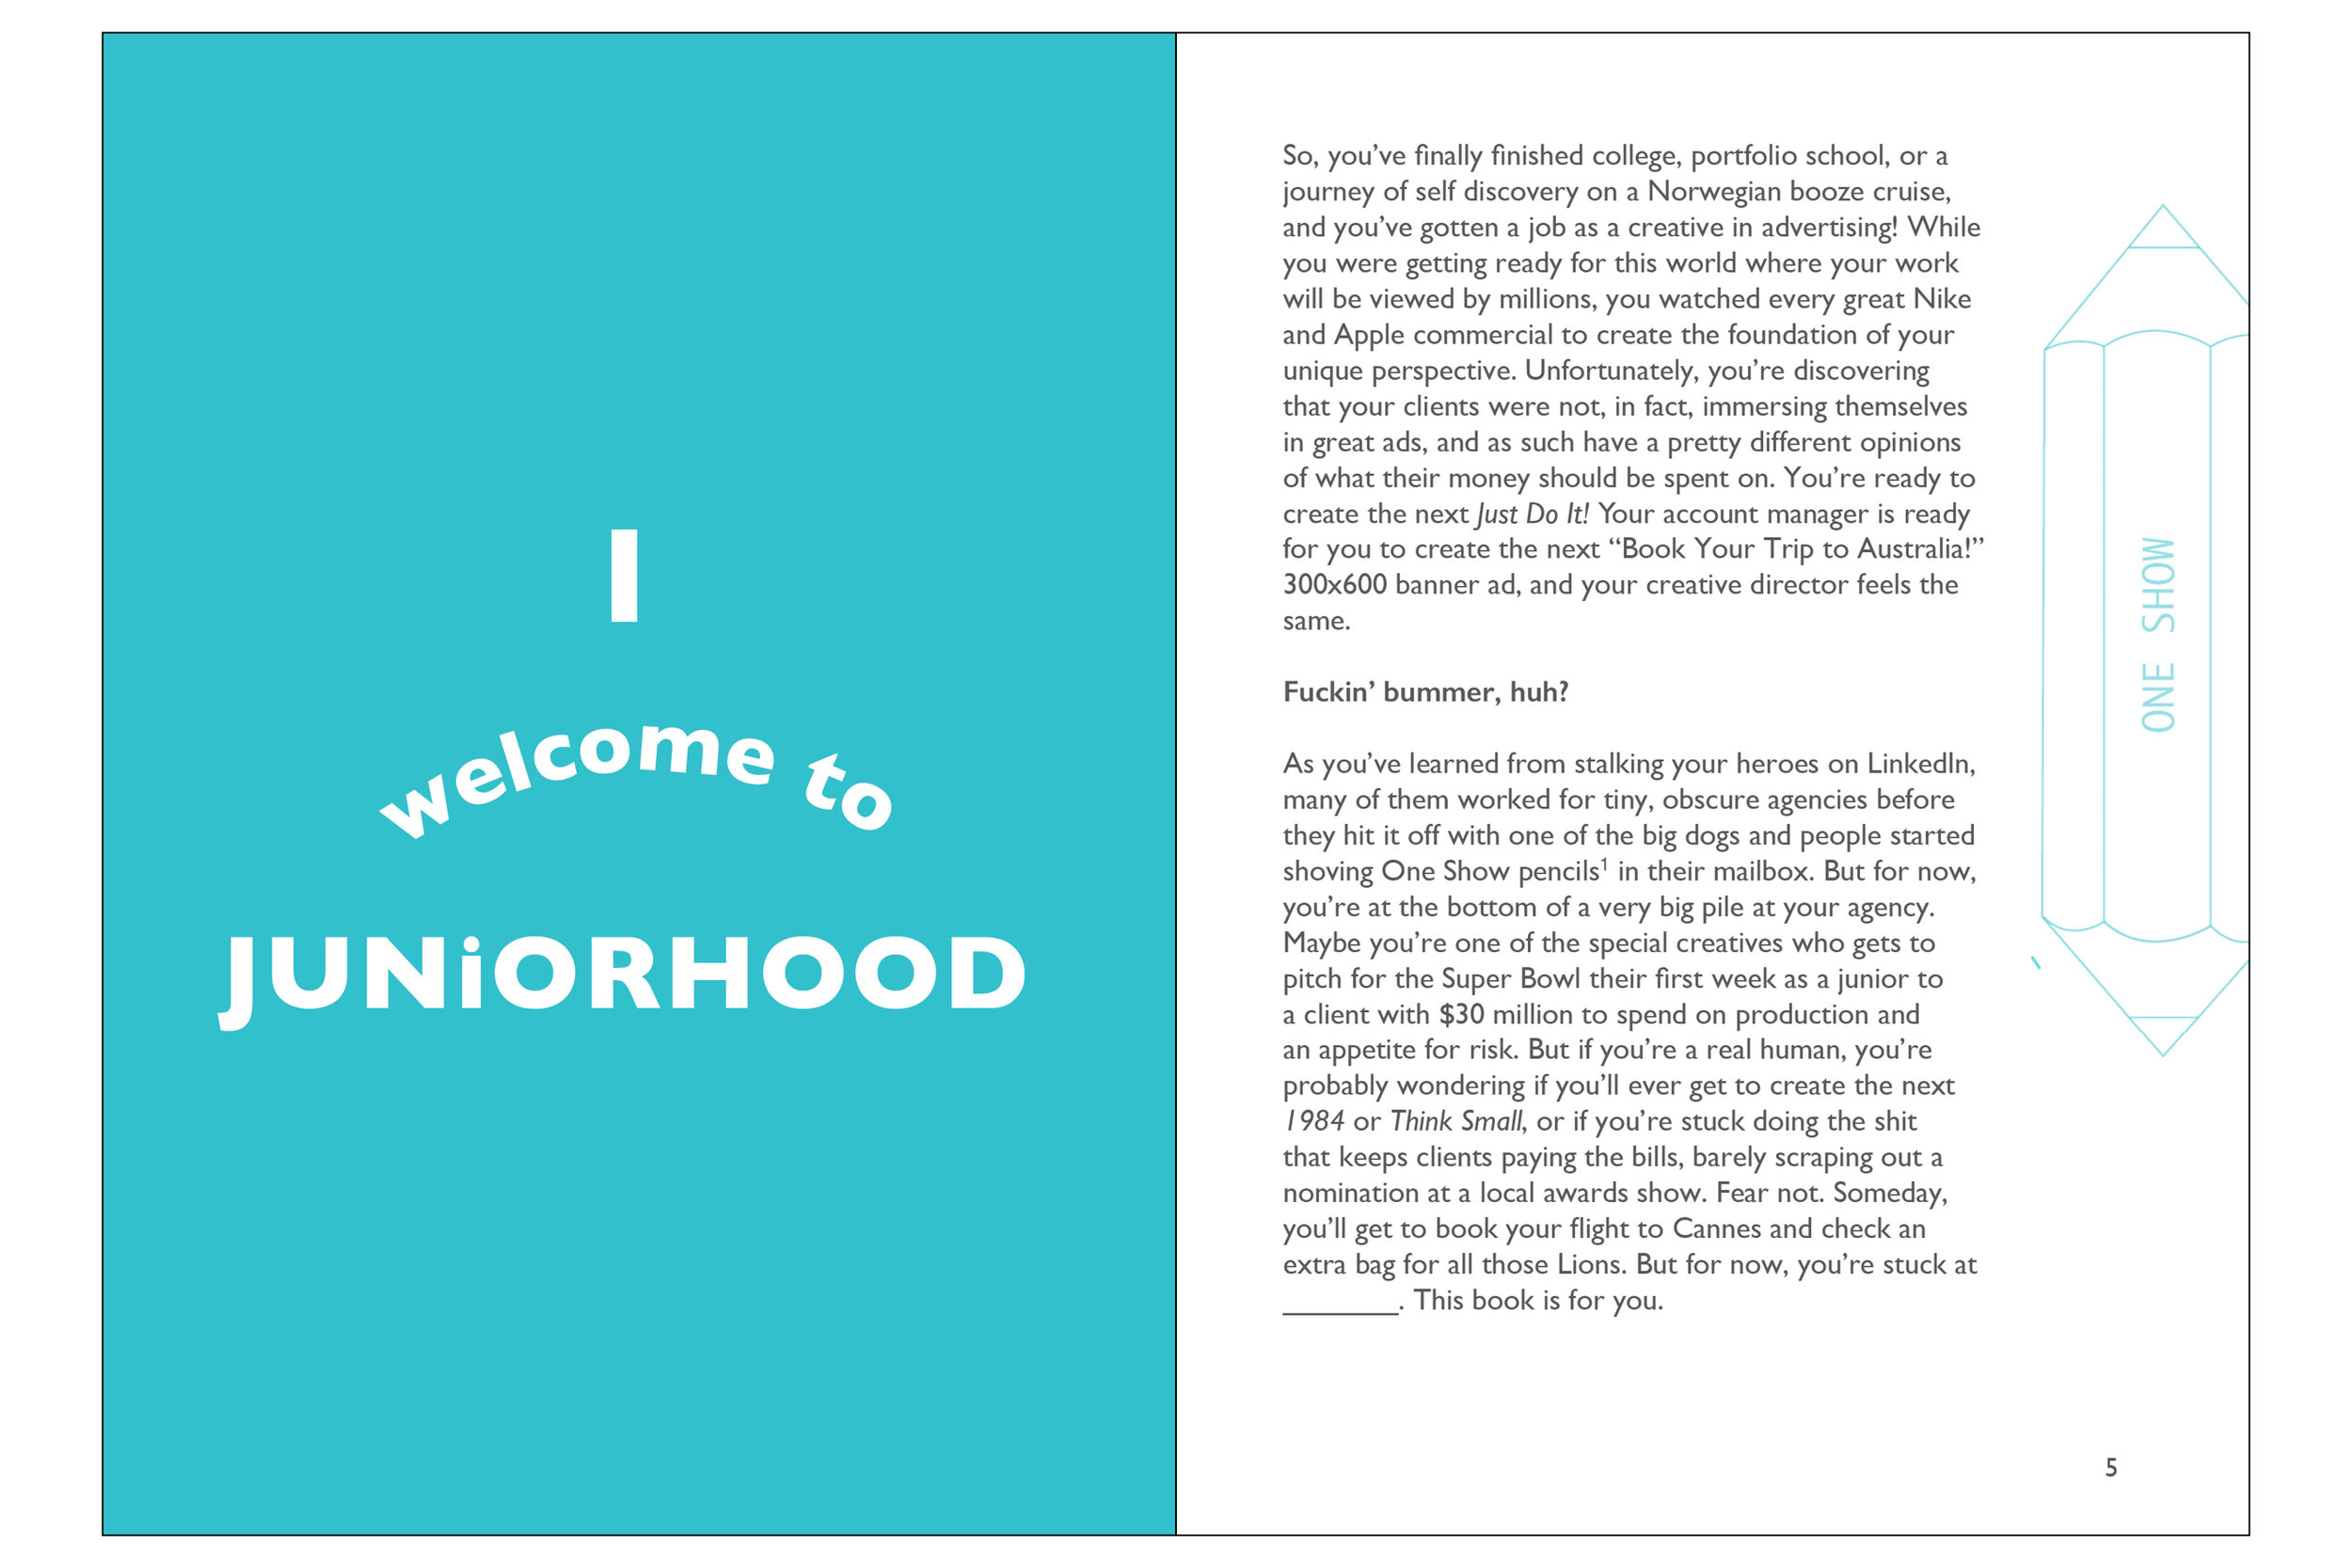 I
welcome to
JUNiORHOOD
So, you’ve finally finished college, portfolio school, or a
journey of self discovery on a Norwegian booze cruise,
and you’ve gotten a job as a creative in advertising! While
you were getting ready for this world where your work
will be viewed by millions, you watched every great Nike
and Apple commercial to create the foundation of your
unique perspective. Unfortunately, you’re discovering
that your clients were not, in fact, immersing themselves
in great ads, and as such have a pretty different opinions
of what their money should be spent on. You’re ready to
create the next Just Do It! Your account manager is ready
for you to create the next “Book Your Trip to Australia!”
300x600 banner ad, and your creative director feels the
same.
Fuckin’ bummer, huh?
As you’ve learned from stalking your heroes on LinkedIn,
many of them worked for tiny, obscure agencies before
they hit it off with one of the big dogs and people started
shoving One Show pencils¹ in their mailbox. But for now,
you’re at the bottom of a very big pile at your agency.
Maybe you’re one of the special creatives who gets to
pitch for the Super Bowl their first week as a junior to
a client with $30 million to spend on production and
an appetite for risk. But if you’re a real human, you’re
probably wondering if you’ll ever get to create the next
1984 or Think Small, or if you’re stuck doing the shit
that keeps clients paying the bills, barely scraping out a
nomination at a local awards show. Fear not. Someday,
you’ll get to book your flight to Cannes and check an
extra bag for all those Lions. But for now, you’re stuck at
________. This book is for you.
ONE SHOW
5